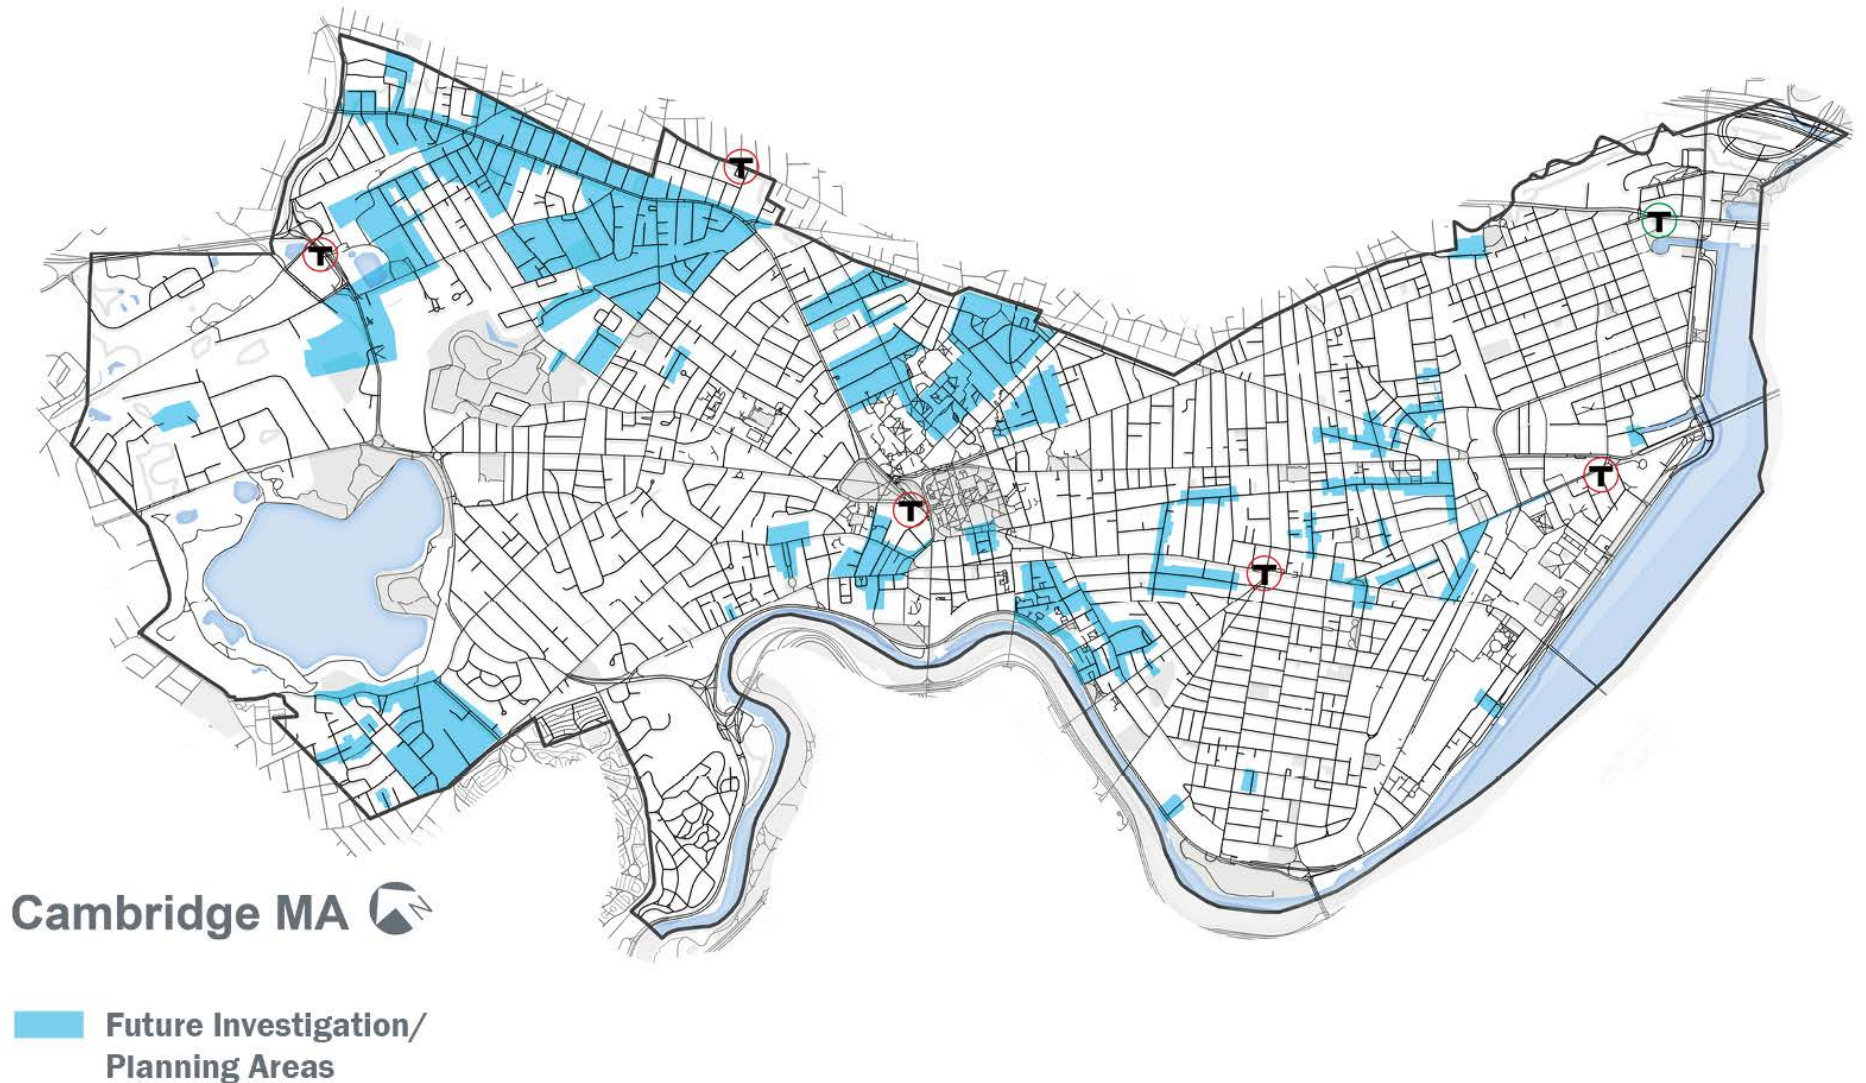 T
T
T
T
T
T
Cambridge MA N
Future Investigation/
Planning Areas